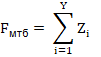 Fмтб = ∑_{i=1}^{Y} Zi